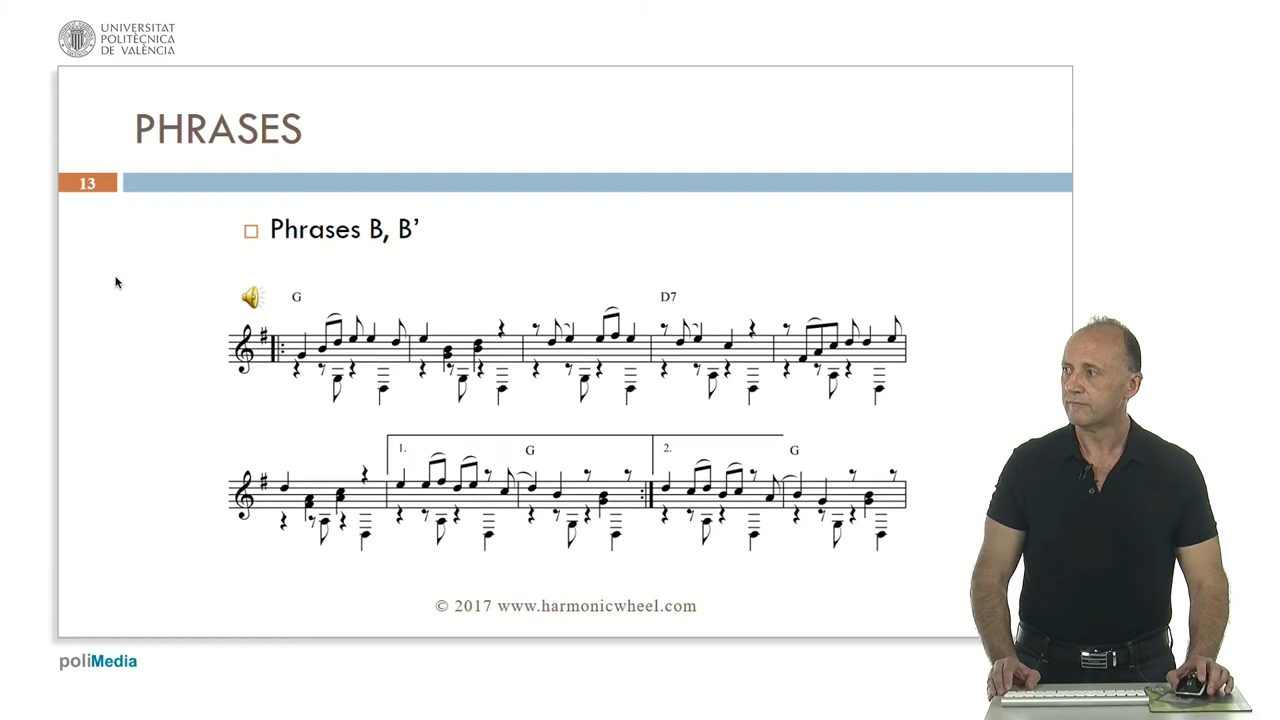 UNIVERSITAT
POLITÈCNICA
DE VALÈNCIA
PHRASES
13
Phrases B, B’
G
D7
1.
G
2.
G
© 2017 www.harmonicwheel.com
poliMedia